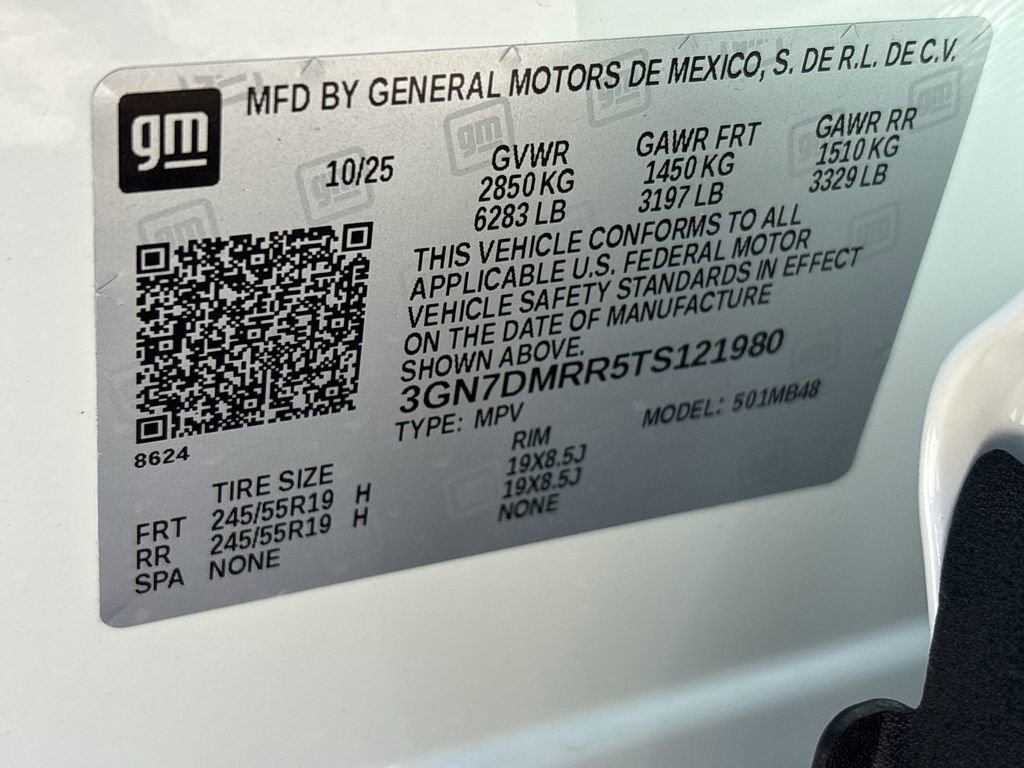 gm
MFD BY GENERAL MOTORS DE MEXICO, S. DE R.L. DE C.V.
10/25
GVWR GAWR FRT GAWR RR
2850 KG 1450 KG 1510 KG
6283 LB 3197 LB 3329 LB
THIS VEHICLE CONFORMS TO ALL
APPLICABLE U.S. FEDERAL MOTOR
VEHICLE SAFETY STANDARDS IN EFFECT
ON THE DATE OF MANUFACTURE
SHOWN ABOVE.
3GN7DMRR5TS121980
TYPE: MPV MODEL: 501MB48
8624
TIRE SIZE RIM
FRT 245/55R19 H 19X8.5J
RR 245/55R19 H 19X8.5J
SPA NONE NONE